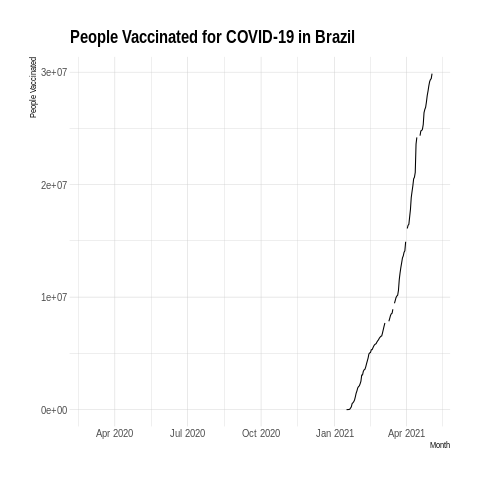 People Vaccinated for COVID-19 in Brazil
People Vaccinated
3e+07
2e+07
1e+07
0e+00
Apr 2020 Jul 2020 Oct 2020 Jan 2021 Apr 2021
Month